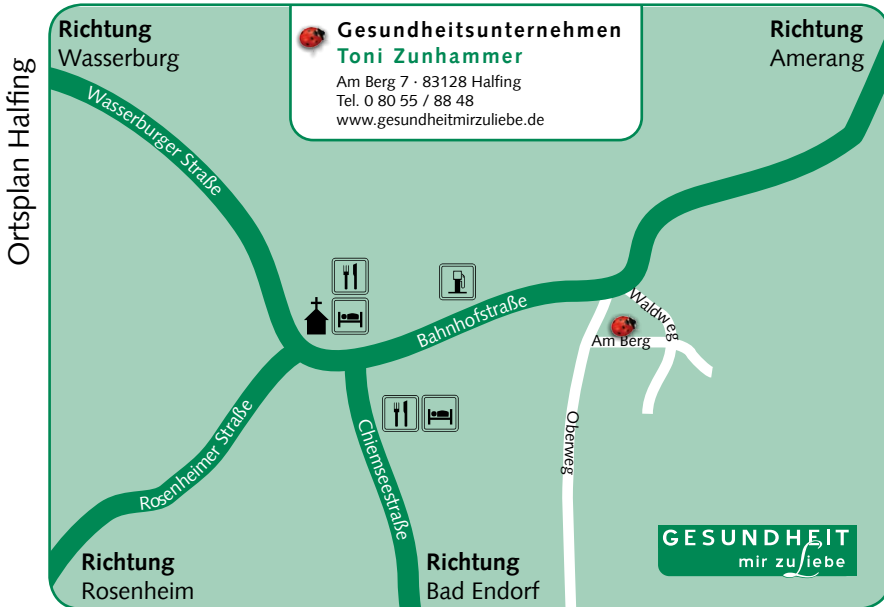 Ortsplan Halfing
Richtung
Wasserburg
Gesundheitsunternehmen
Toni Zunhammer
Am Berg 7 · 83128 Halfing
Tel. 0 80 55 / 88 48
www.gesundheitmirzuliebe.de
Richtung
Amerang
Wasserburger Straße
Bahnhofstraße
Waldweg
Am Berg
Oberweg
Rosenheimer Straße
Chiemseestraße
Richtung
Rosenheim
Richtung
Bad Endorf
GESUNDHEIT
mir zuLiebe